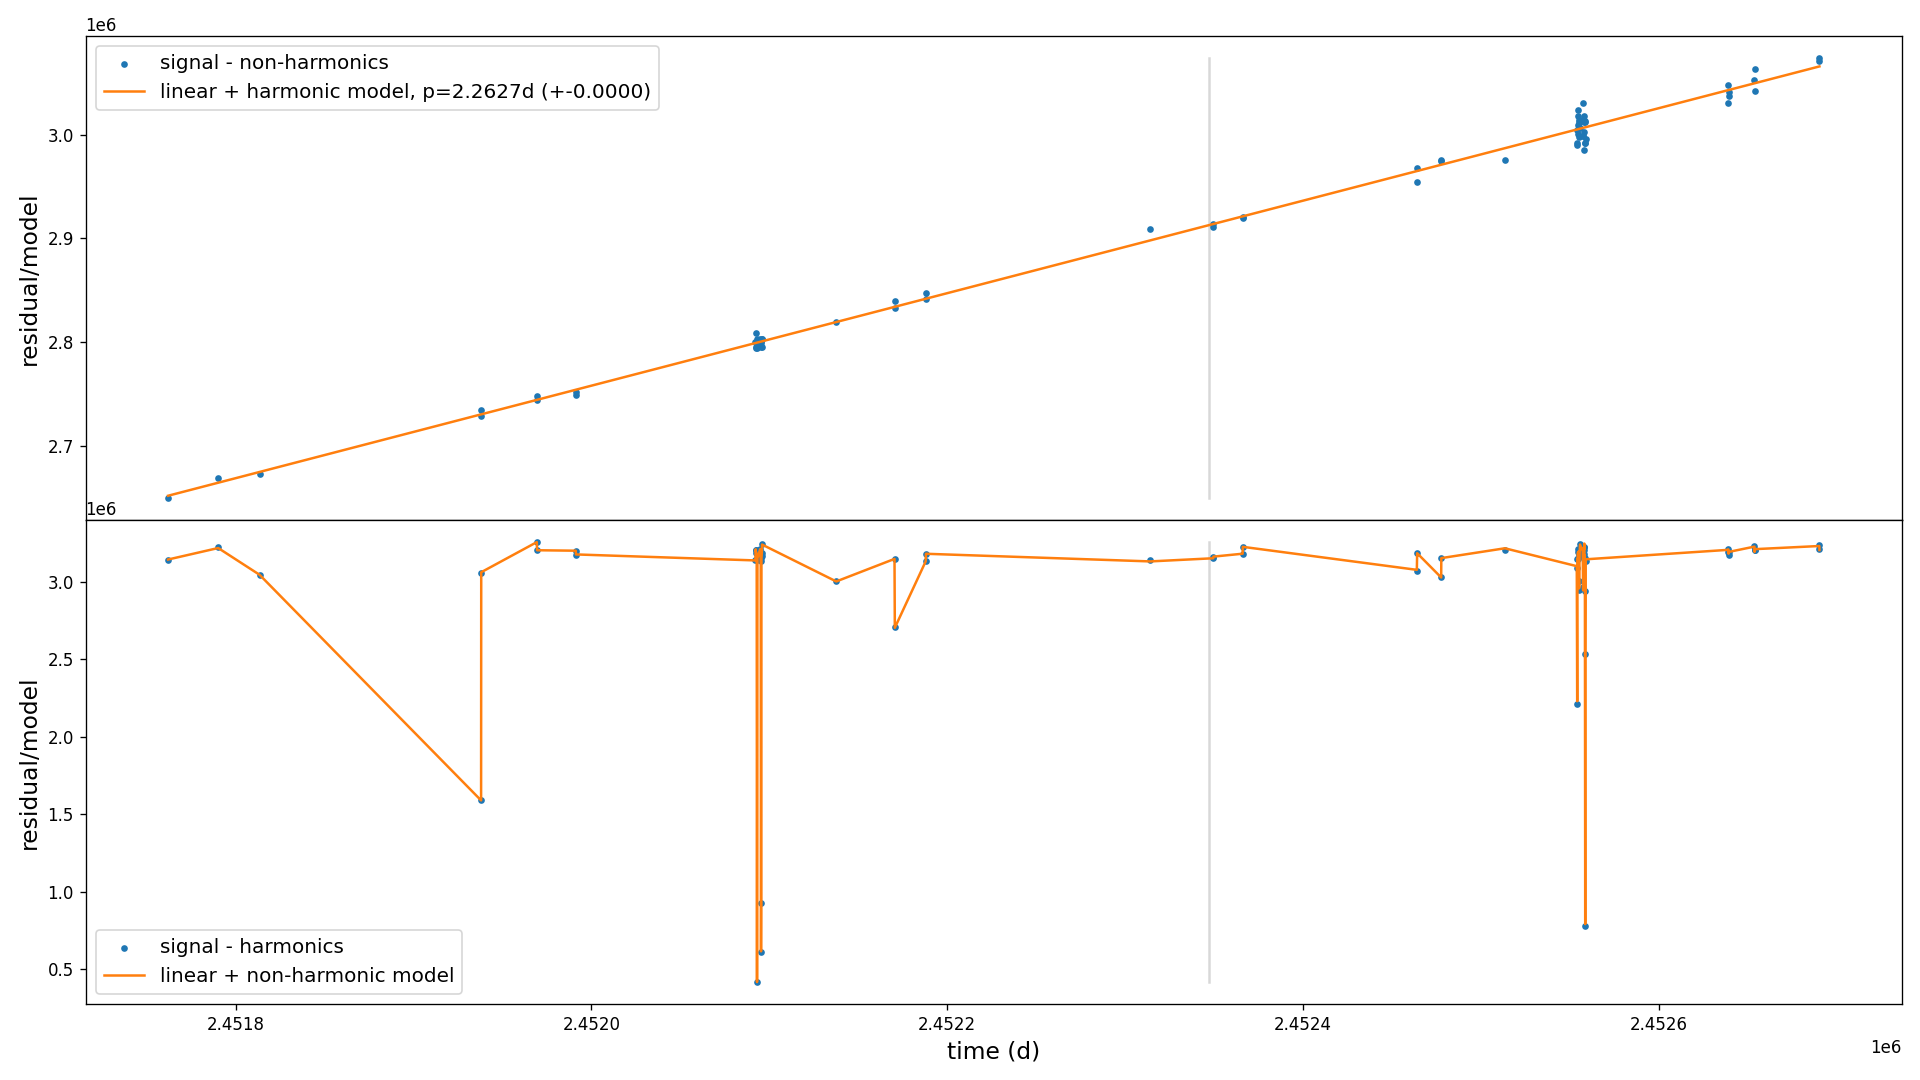 1e6
signal - non-harmonics
linear + harmonic model, p=2.2627d (+-0.0000)
3.0
2.9
2.8
2.7
residual/model
1e6
3.0
2.5
2.0
1.5
1.0
0.5
residual/model
signal - harmonics
linear + non-harmonic model
2.4518
2.4520
2.4522
2.4524
2.4526
time (d)
1e6